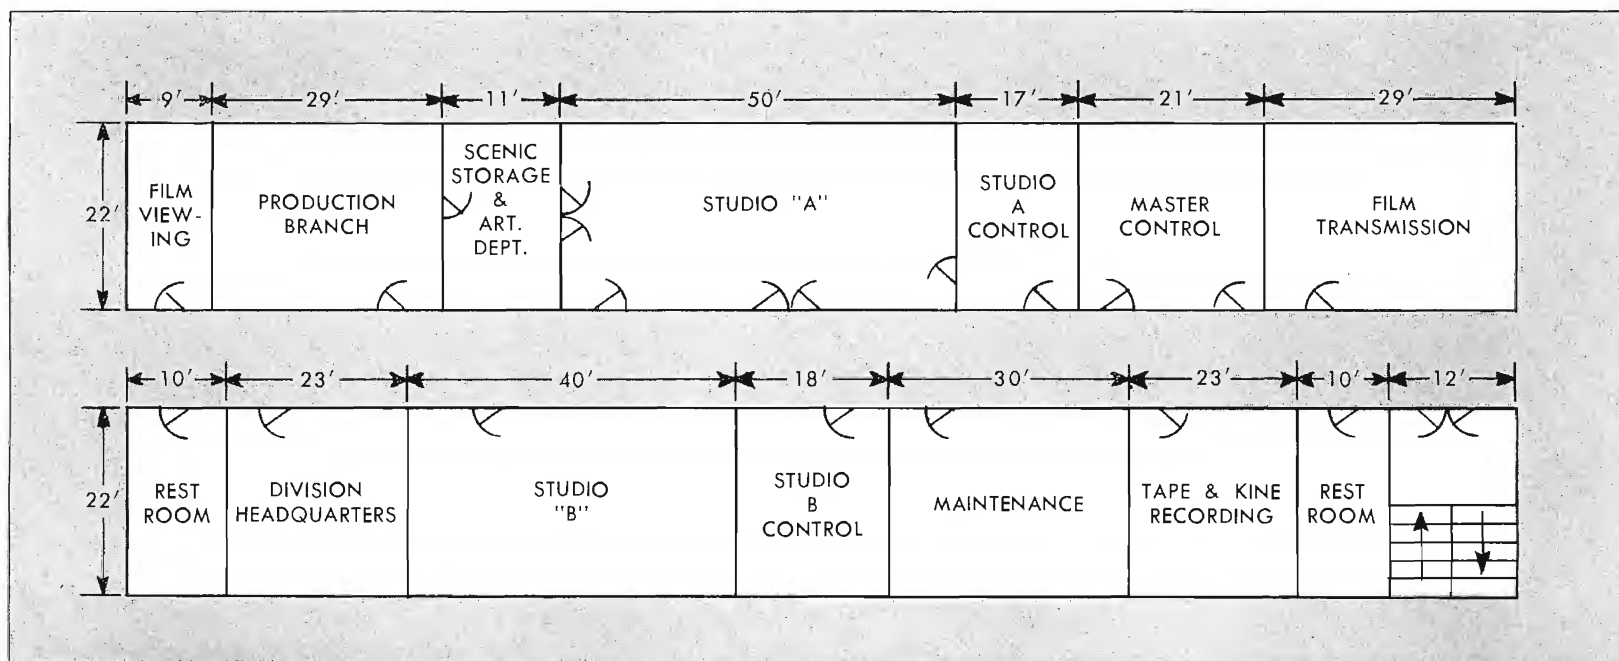 9' 29' 11' 50' 17' 21' 29'
22'
FILM
VIEW-
ING
PRODUCTION
BRANCH
SCENIC
STORAGE
&
ART.
DEPT.
STUDIO "A"
STUDIO
A
CONTROL
MASTER
CONTROL
FILM
TRANSMISSION
10' 23' 40' 18' 30' 23' 10' 12'
22'
REST
ROOM
DIVISION
HEADQUARTERS
STUDIO
"B"
STUDIO
B
CONTROL
MAINTENANCE
TAPE & KINE
RECORDING
REST
ROOM